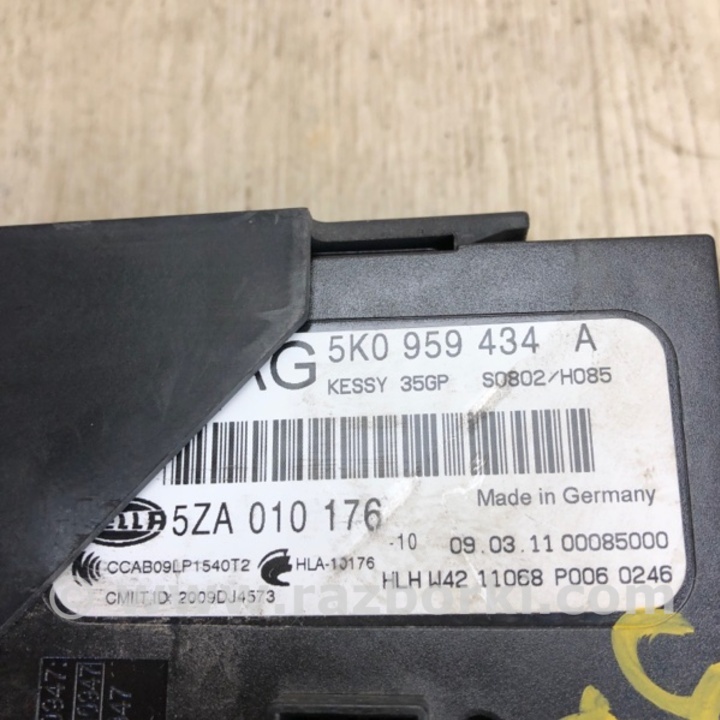 AG 5K0 959 434 A
KESSY 35GP S0802/H085
Made in Germany
5ZA 010 176 -10 09.03.11 00085000
CCAB09LP1540T2 HLA-10176 HLH W42 11068 P006 0246
CMIIT ID: 2009DJ4573
www.razborki.com